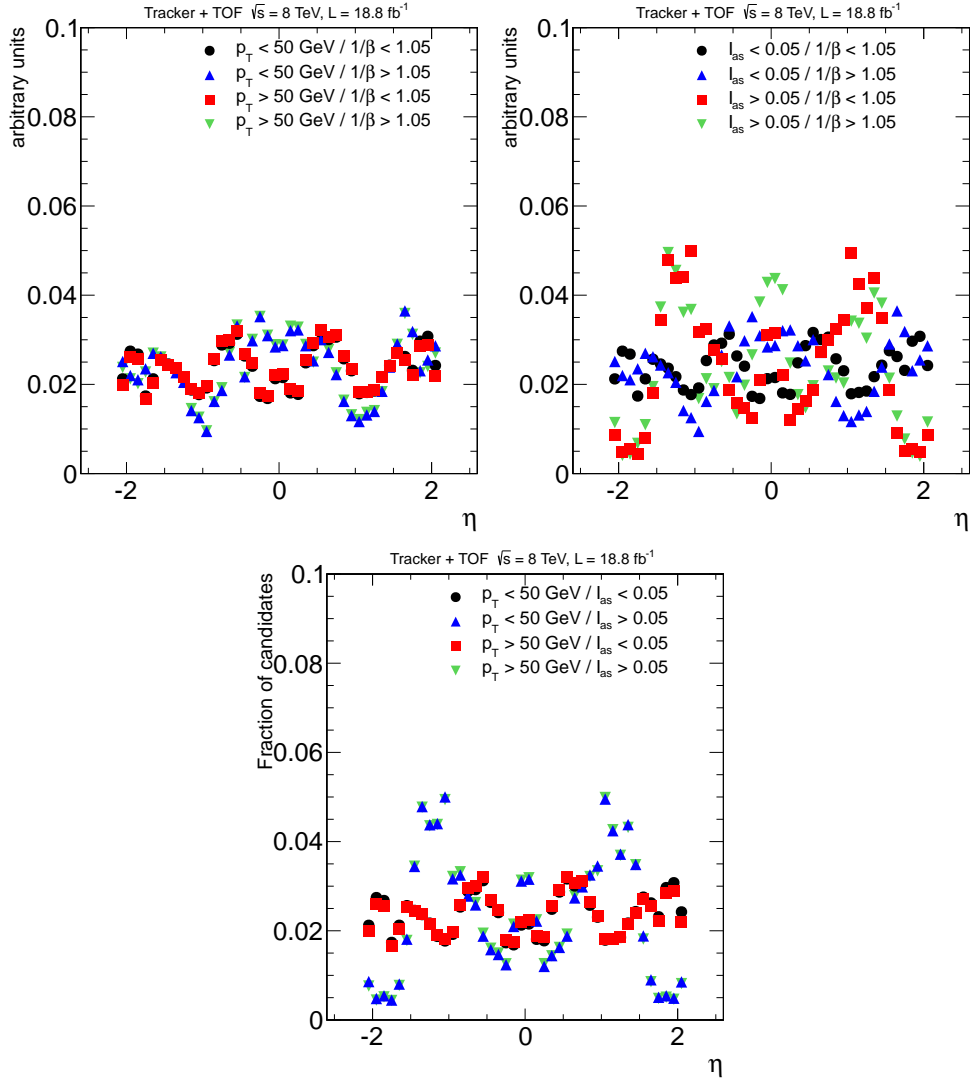 Tracker + TOF √s = 8 TeV, L = 18.8 fb⁻¹
arbitrary units
0.1
0.08
0.06
0.04
0.02
0
-2 0 2
η
p_T < 50 GeV / 1/β < 1.05
p_T < 50 GeV / 1/β > 1.05
p_T > 50 GeV / 1/β < 1.05
p_T > 50 GeV / 1/β > 1.05
Tracker + TOF √s = 8 TeV, L = 18.8 fb⁻¹
arbitrary units
0.1
0.08
0.06
0.04
0.02
0
-2 0 2
η
I_as < 0.05 / 1/β < 1.05
I_as < 0.05 / 1/β > 1.05
I_as > 0.05 / 1/β < 1.05
I_as > 0.05 / 1/β > 1.05
Tracker + TOF √s = 8 TeV, L = 18.8 fb⁻¹
Fraction of candidates
0.1
0.08
0.06
0.04
0.02
0
-2 0 2
η
p_T < 50 GeV / I_as < 0.05
p_T < 50 GeV / I_as > 0.05
p_T > 50 GeV / I_as < 0.05
p_T > 50 GeV / I_as > 0.05